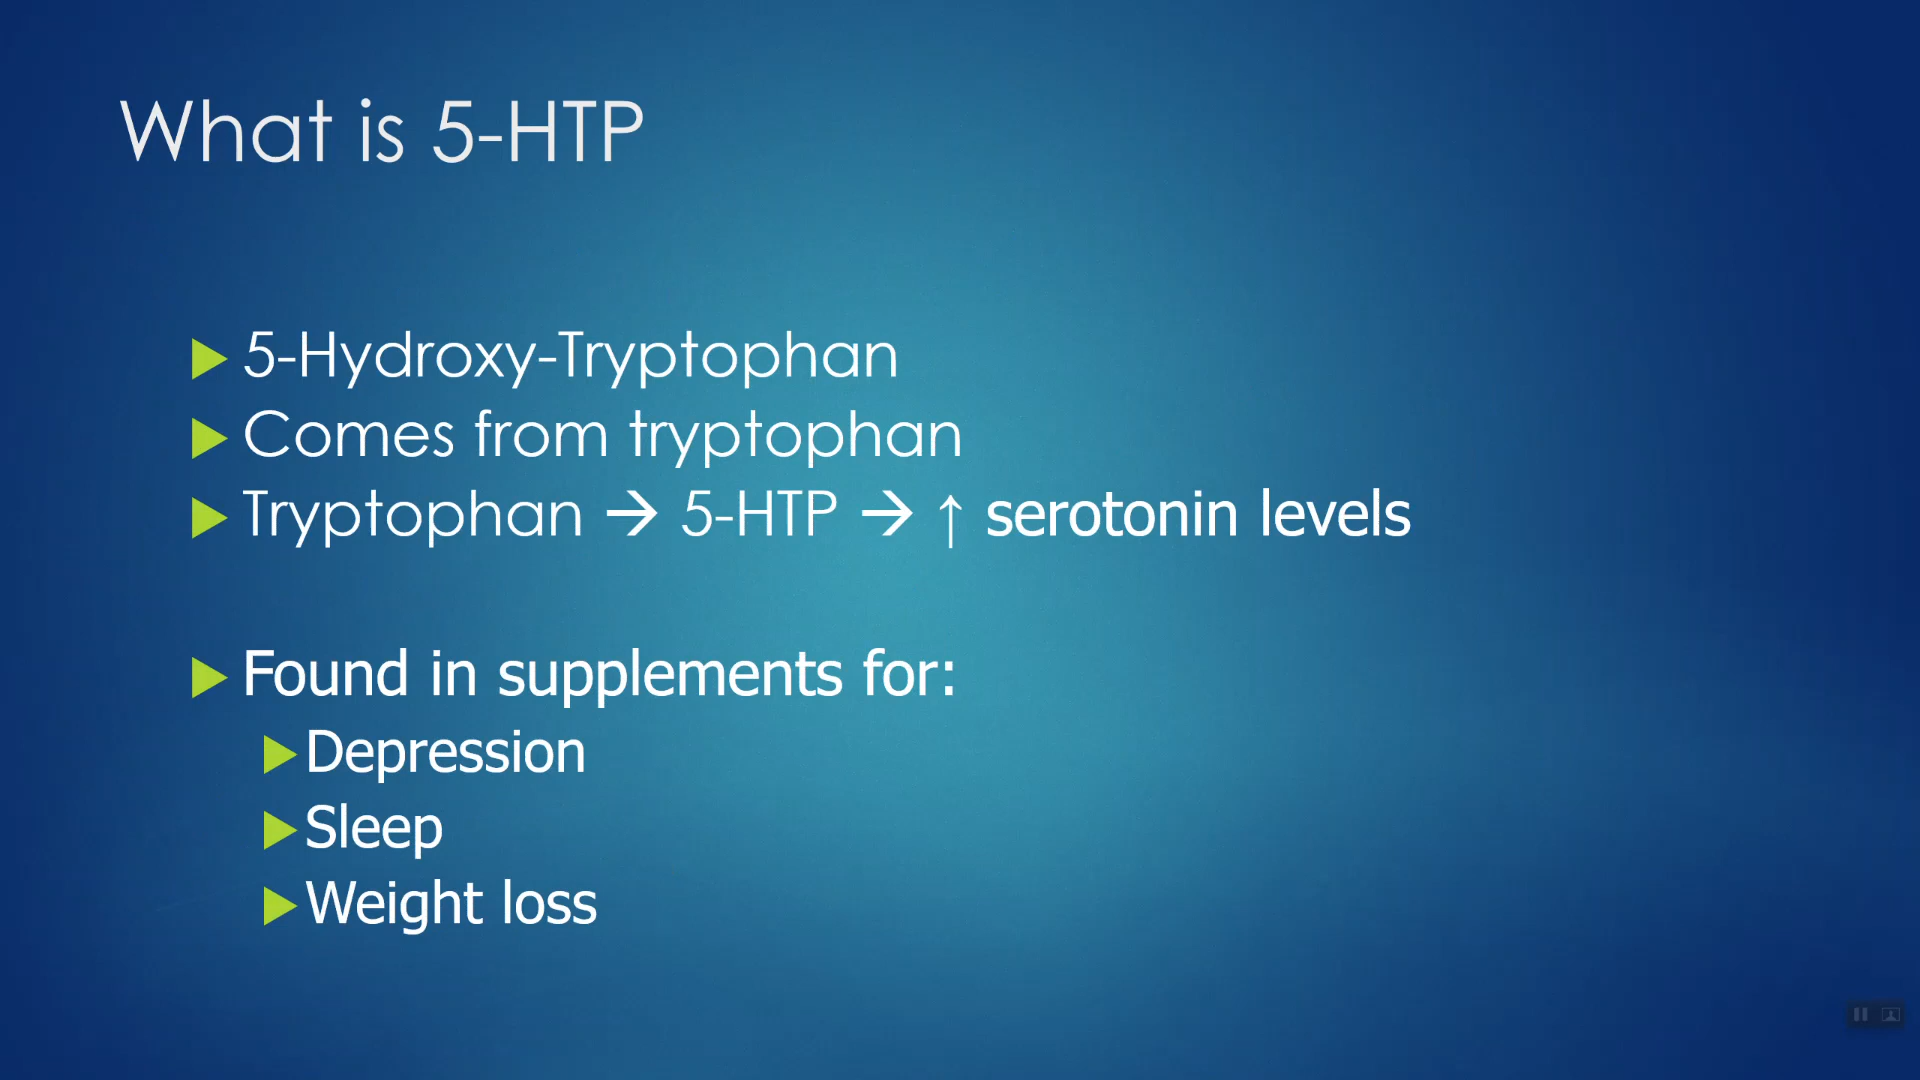 What is 5-HTP
5-Hydroxy-Tryptophan
Comes from tryptophan
Tryptophan → 5-HTP → ↑ serotonin levels
Found in supplements for:
Depression
Sleep
Weight loss